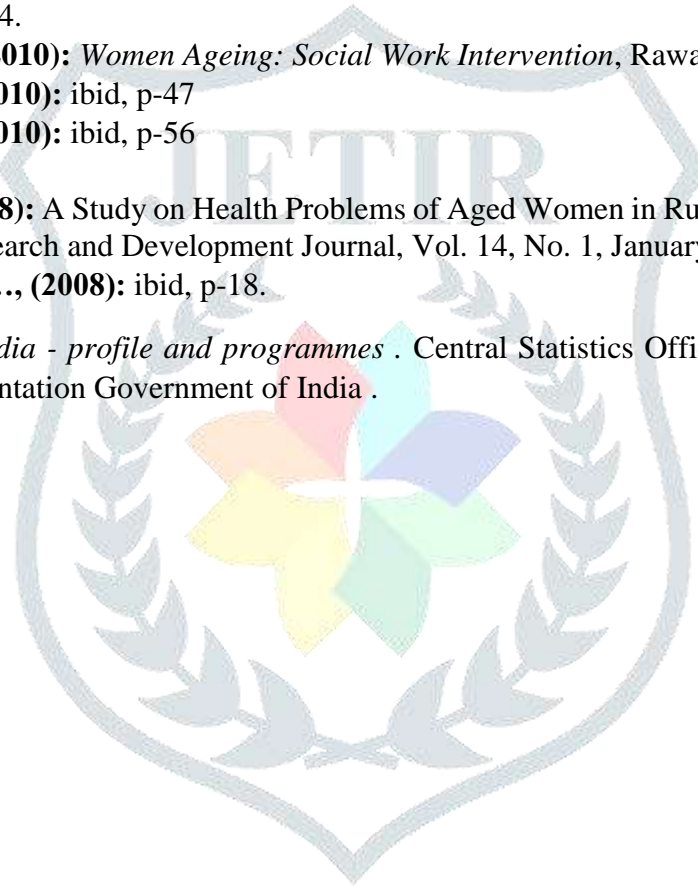 4.
010): Women Ageing: Social Work Intervention, Rawa
010): ibid, p-47
010): ibid, p-56
8): A Study on Health Problems of Aged Women in Ru
earch and Development Journal, Vol. 14, No. 1, January
.., (2008): ibid, p-18.
dia - profile and programmes . Central Statistics Offi
ntation Government of India .
JETIR